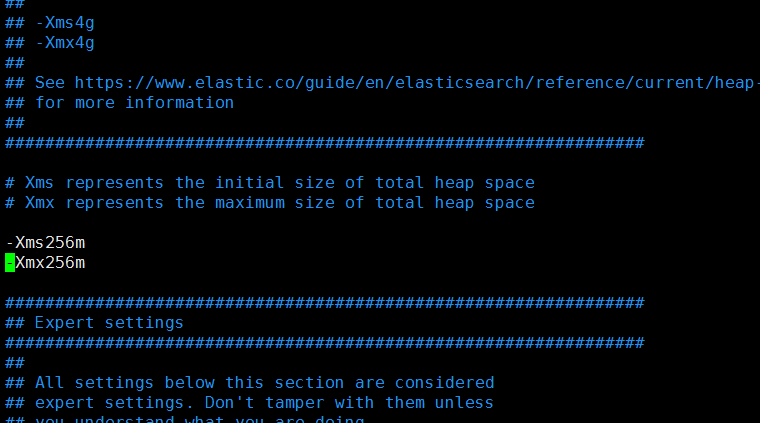 ##
## -Xms4g
## -Xmx4g
##
## See https://www.elastic.co/guide/en/elasticsearch/reference/current/heap-
## for more information
##
################################################################
# Xms represents the initial size of total heap space
# Xmx represents the maximum size of total heap space
-Xms256m
-Xmx256m
################################################################
## Expert settings
################################################################
##
## All settings below this section are considered
## expert settings. Don't tamper with them unless
## you understand what you are doing